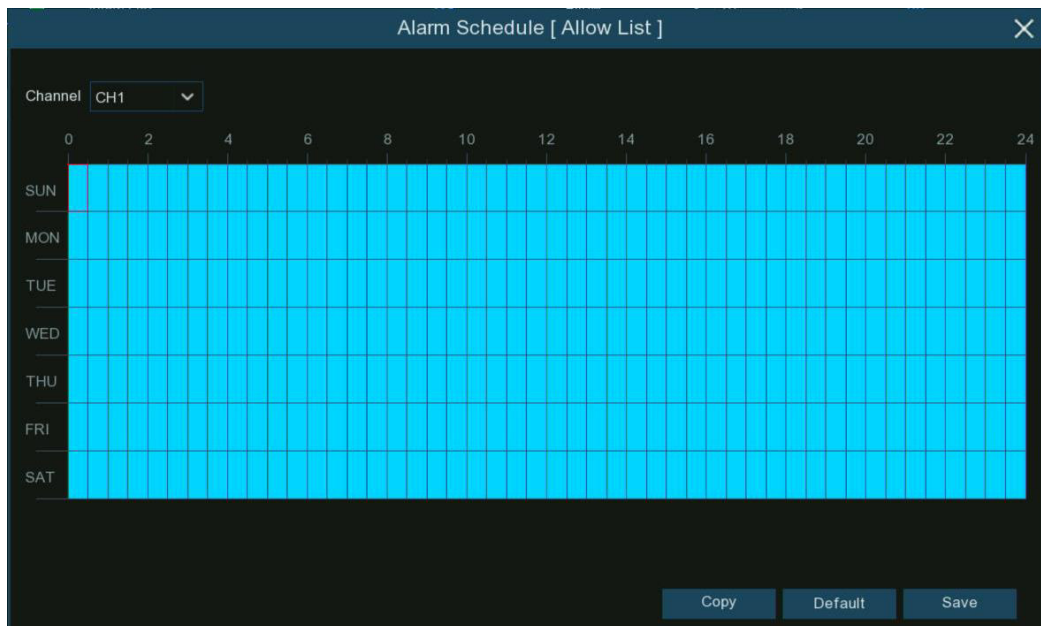 Alarm Schedule [ Allow List ]
Channel CH1
0 2 4 6 8 10 12 14 16 18 20 22 24
SUN
MON
TUE
WED
THU
FRI
SAT
Copy Default Save